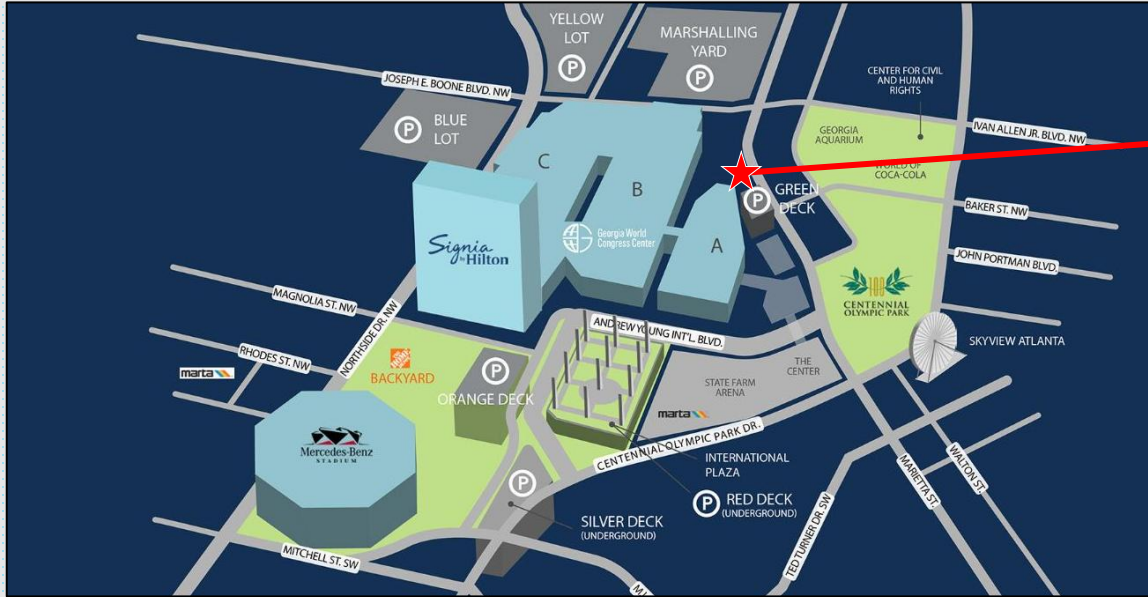 YELLOW
LOT
MARSHALLING
YARD
JOSEPH E. BOONE BLVD. NW
BLUE
LOT
CENTER FOR CIVIL
AND HUMAN
RIGHTS
GEORGIA
AQUARIUM
IVAN ALLEN JR. BLVD. NW
WORLD OF
COCA-COLA
C
B
A
P
P
P
P
GREEN
DECK
BAKER ST. NW
Signia
by Hilton
Georgia World
Congress Center
JOHN PORTMAN BLVD.
100
CENTENNIAL
OLYMPIC PARK
MAGNOLIA ST. NW
NORTHSIDE DR. NW
ANDREW YOUNG INT'L. BLVD.
SKYVIEW ATLANTA
RHODES ST. NW
marta
THE HOME DEPOT
BACKYARD
P
ORANGE DECK
THE
CENTER
STATE FARM
ARENA
marta
Mercedes-Benz
STADIUM
CENTENNIAL OLYMPIC PARK DR.
INTERNATIONAL
PLAZA
P
P
RED DECK
(UNDERGROUND)
SILVER DECK
(UNDERGROUND)
MARIETTA ST.
WALTON ST.
TED TURNER DR. SW
MITCHELL ST. SW